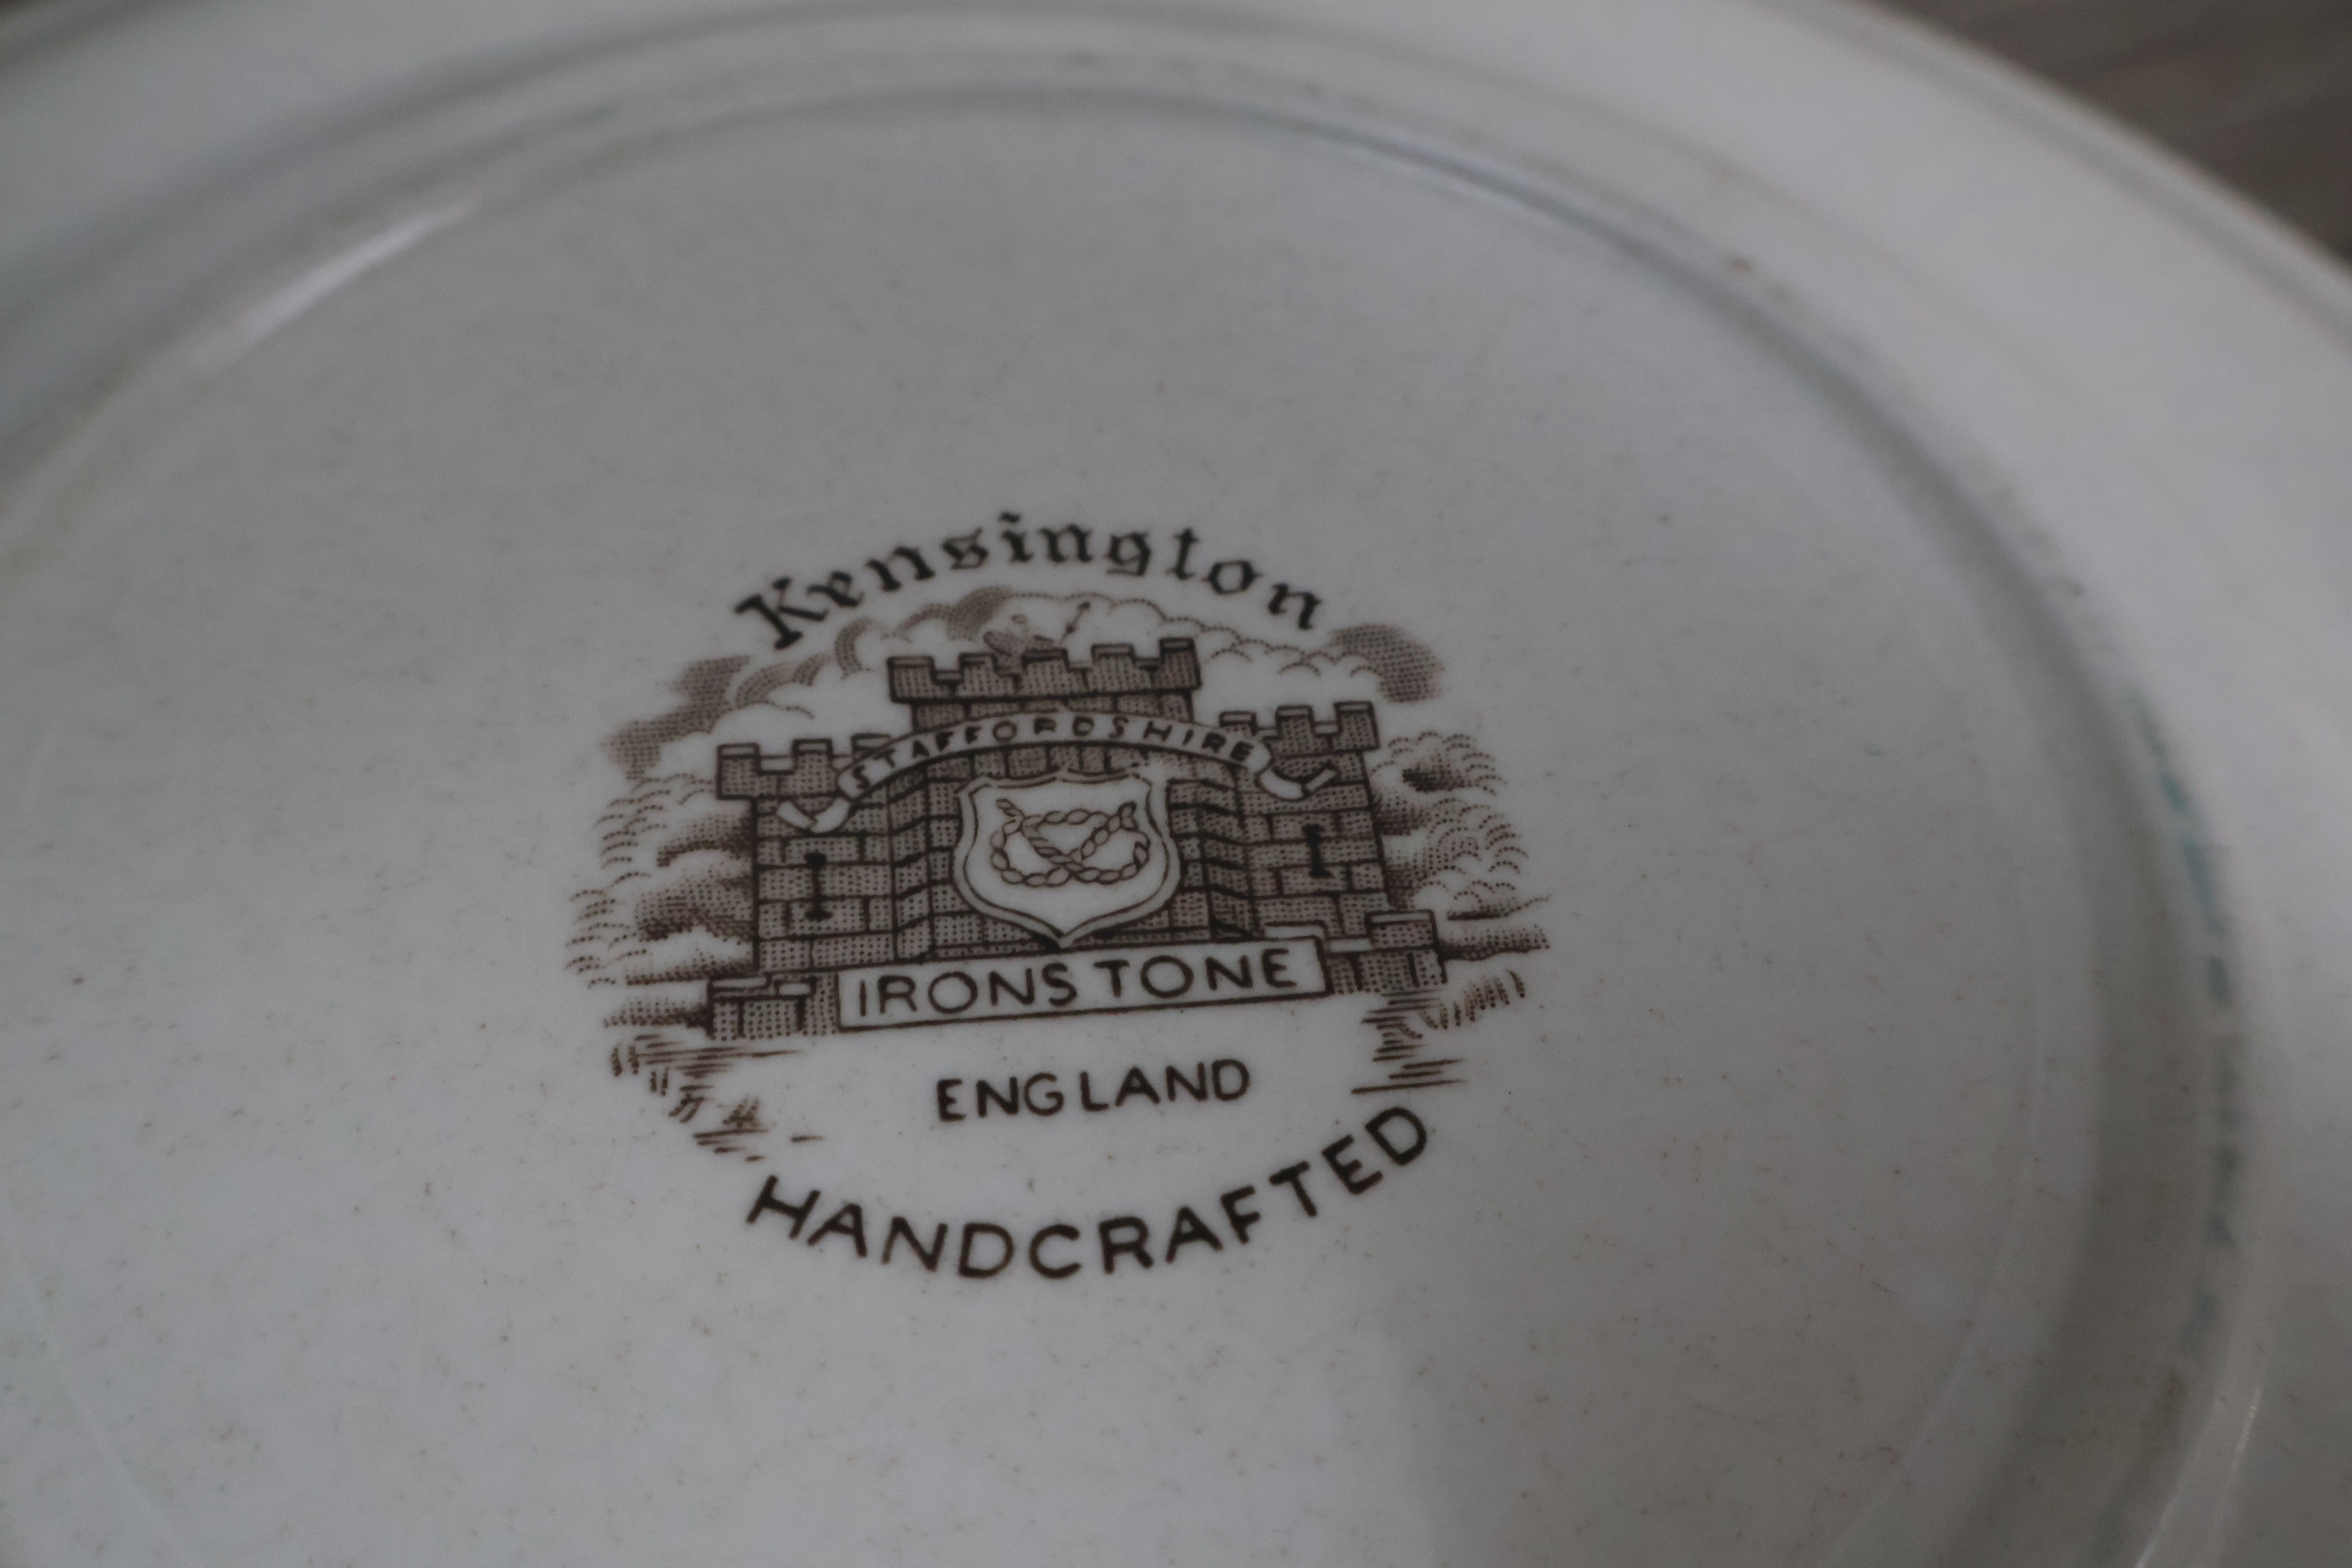 Kensington
STAFFORDSHIRE
IRONSTONE
ENGLAND
HANDCRAFTED